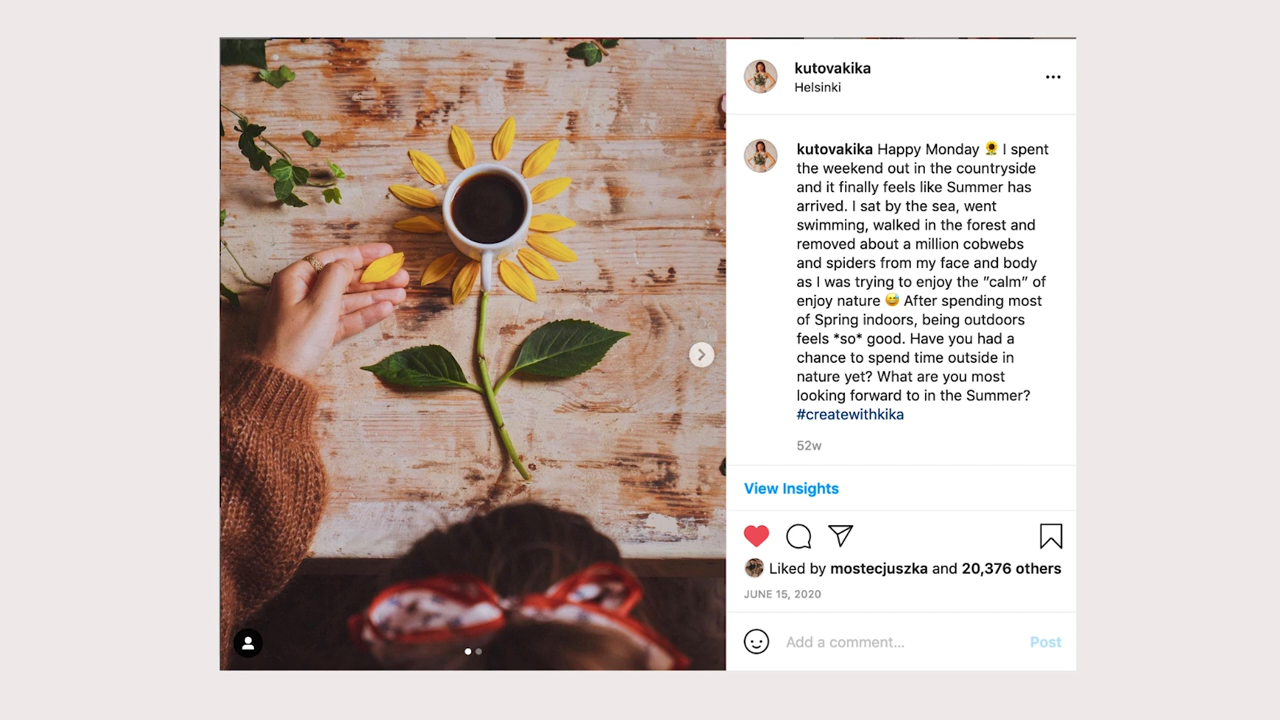 kutovakika
Helsinki
kutovakika Happy Monday 🌻 I spent
the weekend out in the countryside
and it finally feels like Summer has
arrived. I sat by the sea, went
swimming, walked in the forest and
removed about a million cobwebs
and spiders from my face and body
as I was trying to enjoy the "calm" of
enjoy nature 😅 After spending most
of Spring indoors, being outdoors
feels *so* good. Have you had a
chance to spend time outside in
nature yet? What are you most
looking forward to in the Summer?
#createwithkika
52w
View Insights
Liked by mostecjuszka and 20,376 others
JUNE 15, 2020
Add a comment... Post